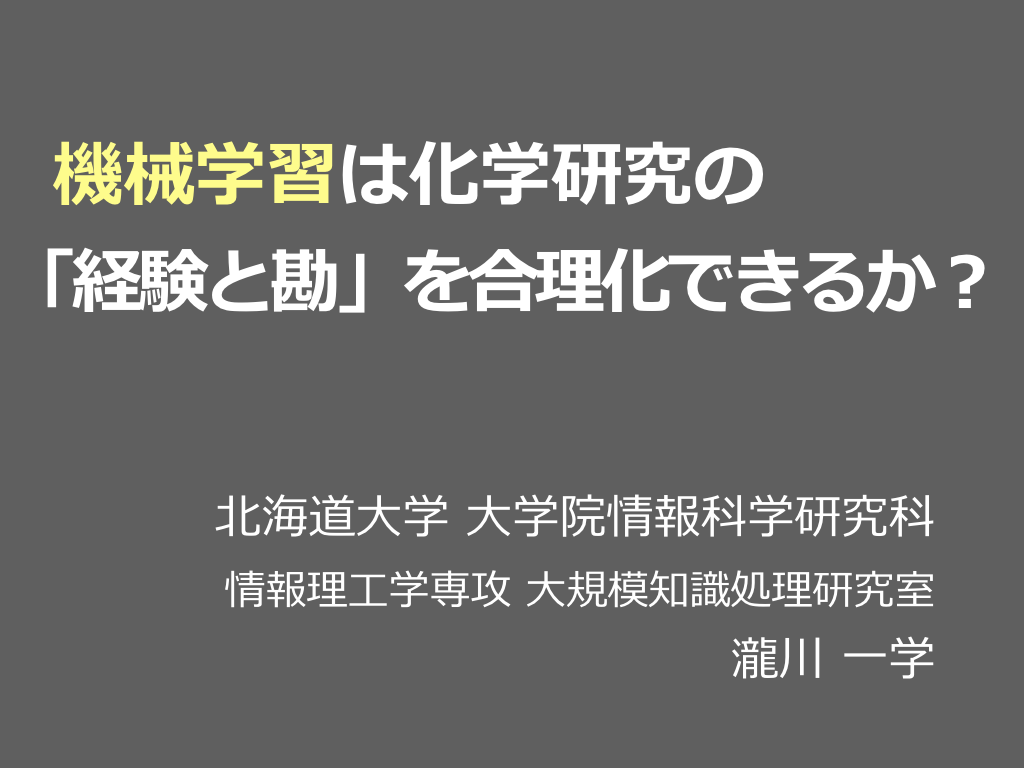 機械学習は化学研究の
「経験と勘」を合理化できるか？
北海道大学 大学院情報科学研究科
情報理工学専攻 大規模知識処理研究室
瀧川 一学